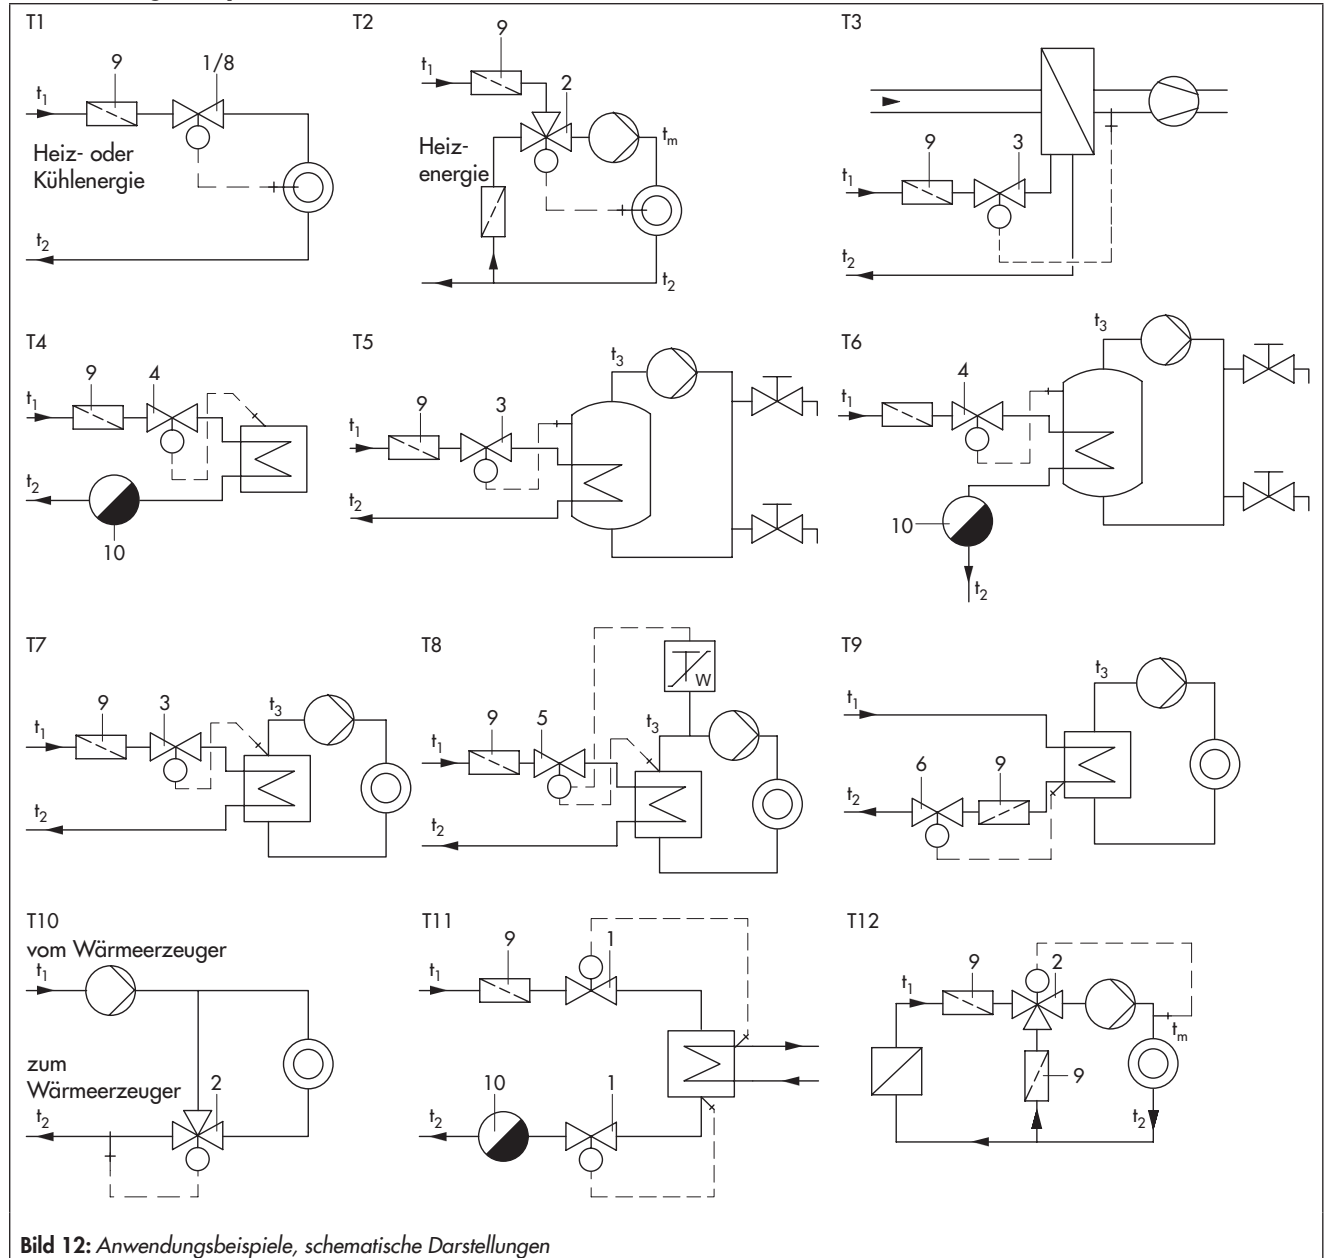 T1
9
1/8
t1
Heiz- oder
Kühlenergie
t2
T2
9
t1
2
tm
Heiz-
energie
t2
T3
9
3
t1
t2
T4
9
4
t1
t2
10
T5
t3
9
3
t1
t2
T6
t3
4
t1
10
t2
T7
9
3
t3
t1
t2
T8
W
9
5
t3
t1
t2
T9
t3
t1
6
9
t2
T10
vom Wärmeerzeuger
t1
zum
Wärmeerzeuger
2
t2
T11
9
1
t1
10
1
t2
T12
9
2
t1
tm
9
t2
Bild 12: Anwendungsbeispiele, schematische Darstellungen